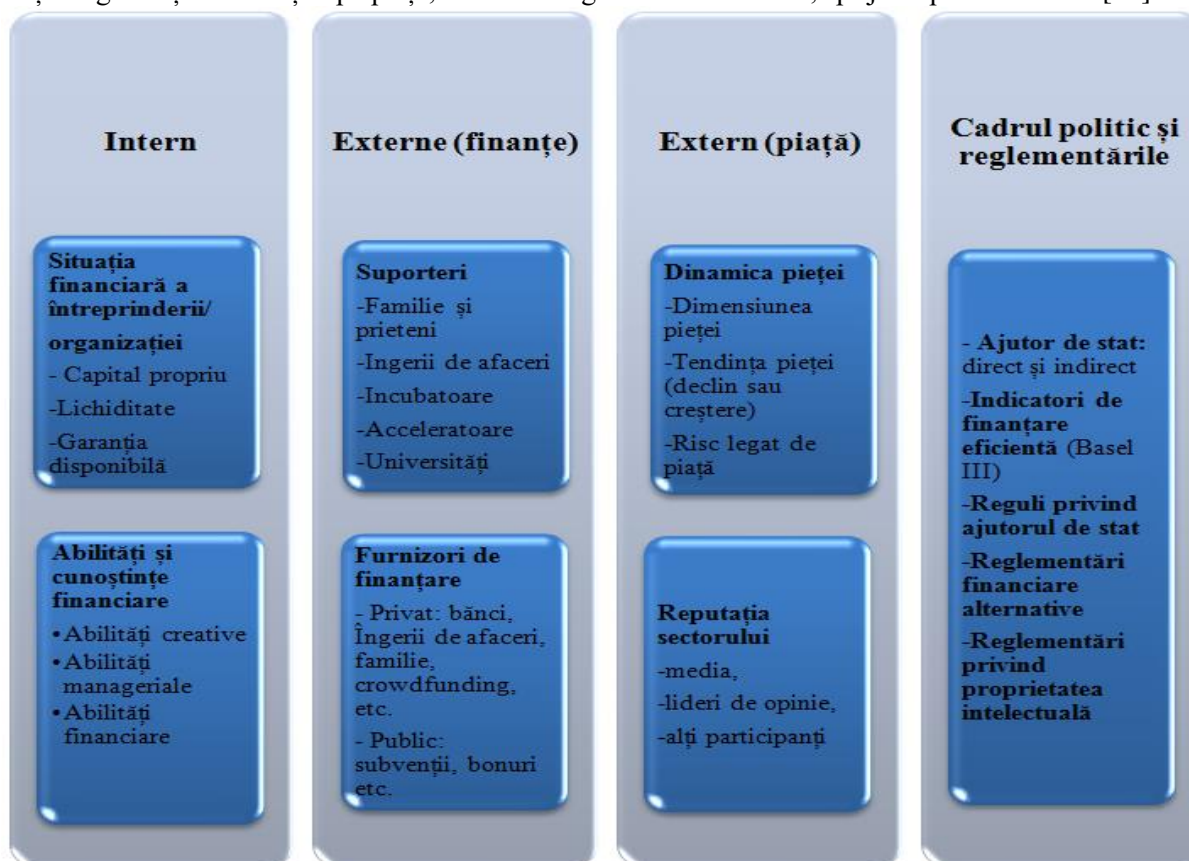 Intern
Situația
financiară a
întreprinderii/
organizației
- Capital propriu
-Lichiditate
-Garanția
disponibilă
Abilități și
cunoștințe
financiare
•Abilități creative
•Abilități
manageriale
•Abilități
financiare
Externe (finanțe)
Suporteri
-Familie și
prieteni
-Ingerii de afaceri
-Incubatoare
-Acceleratoare
-Universități
Furnizori de
finanțare
- Privat: bănci,
Îngerii de afaceri,
familie,
crowdfunding,
etc.
- Public:
subvenții, bonuri
etc.
Extern (piață)
Dinamica pieței
-Dimensiunea
pieței
-Tendința pieței
(declin sau
creștere)
-Risc legat de
piață
Reputația
sectorului
-media,
-lideri de opinie,
-alți participanți
Cadrul politic și
reglementările
- Ajutor de stat:
direct și indirect
-Indicatori de
finanțare
eficientă (Basel
III)
-Reguli privind
ajutorul de stat
-Reglementări
financiare
alternative
-Reglementări
privind
proprietatea
intelectuală